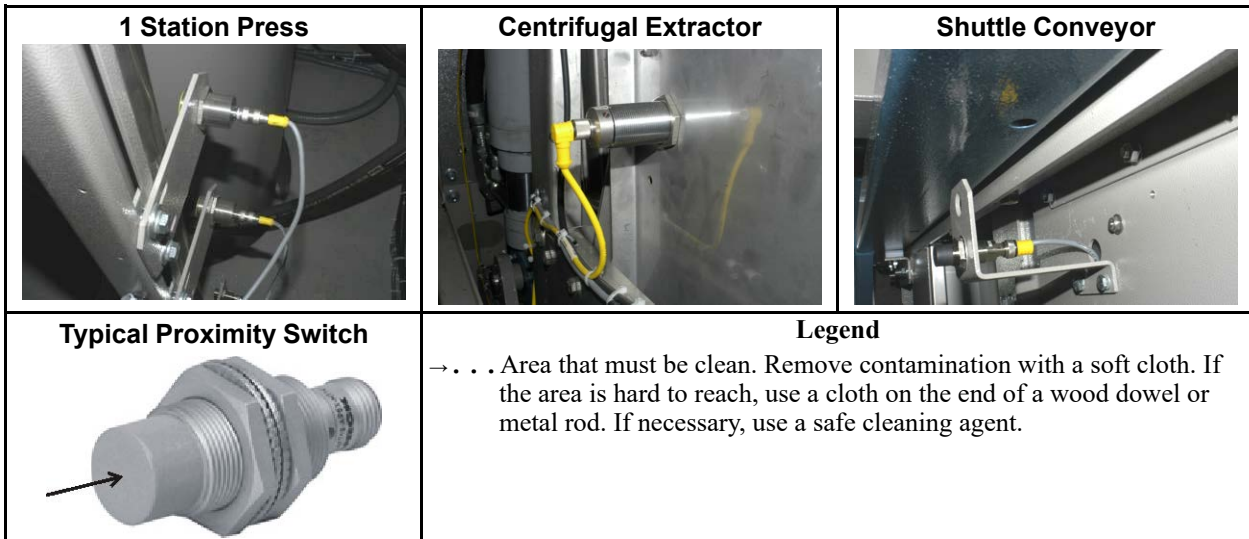 1 Station Press
Centrifugal Extractor
Shuttle Conveyor
Typical Proximity Switch
Legend
→. . . Area that must be clean. Remove contamination with a soft cloth. If
the area is hard to reach, use a cloth on the end of a wood dowel or
metal rod. If necessary, use a safe cleaning agent.